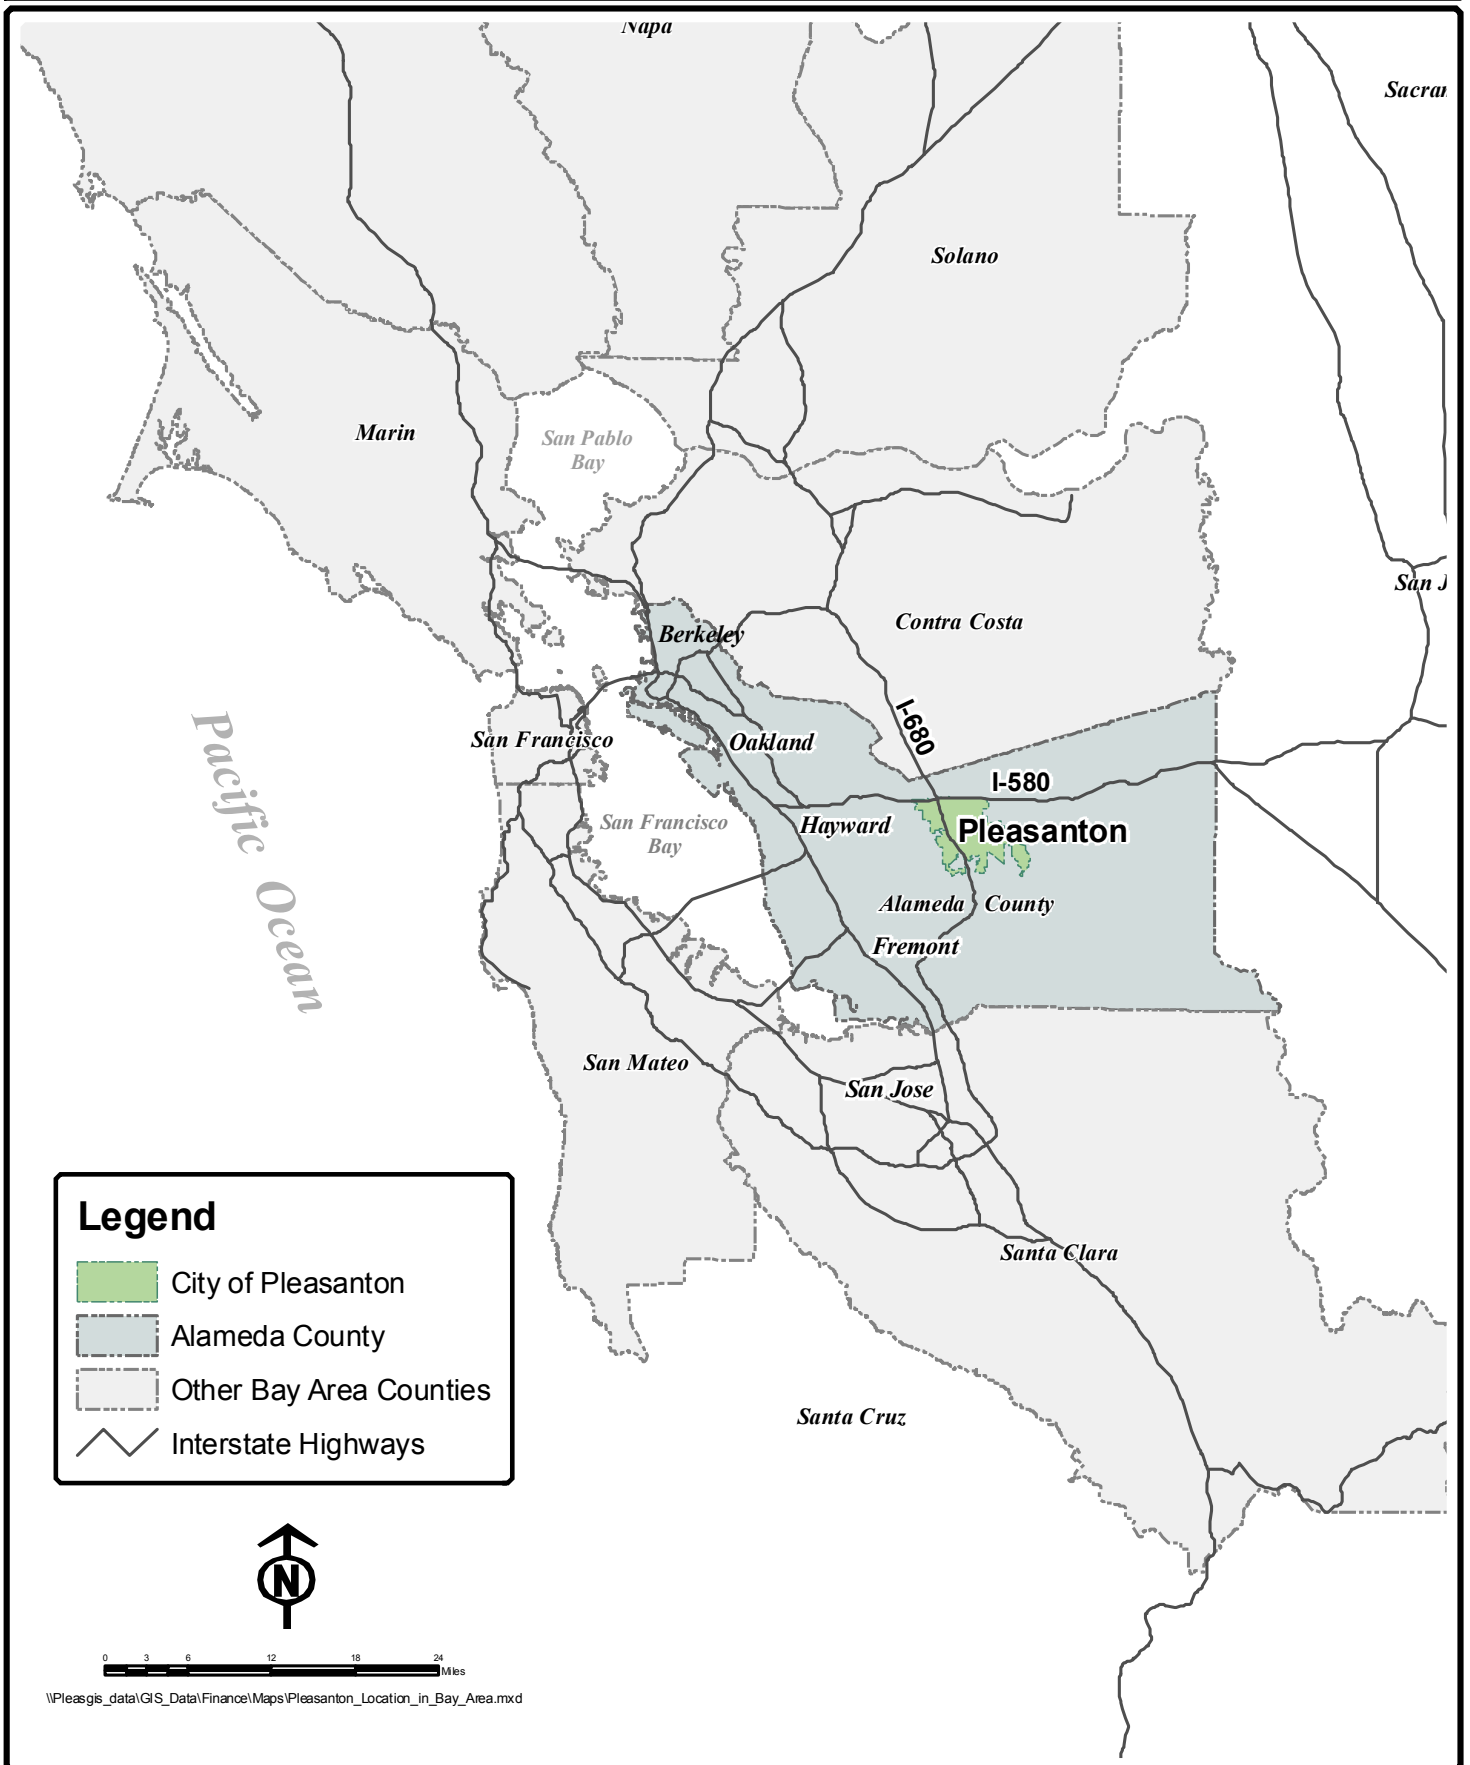 Napa
Sacran
Solano
Marin
San Pablo
Bay
San J
Contra Costa
Berkeley
I-680
Pacific Ocean
San Francisco
Oakland
I-580
San Francisco
Bay
Hayward
Pleasanton
Alameda County
Fremont
San Mateo
San Jose
Santa Clara
Santa Cruz
Legend
City of Pleasanton
Alameda County
Other Bay Area Counties
Interstate Highways
N
0 3 6 12 18 24
Miles
\\Pleasgis_data\GIS_Data\Finance\Maps\Pleasanton_Location_in_Bay_Area.mxd